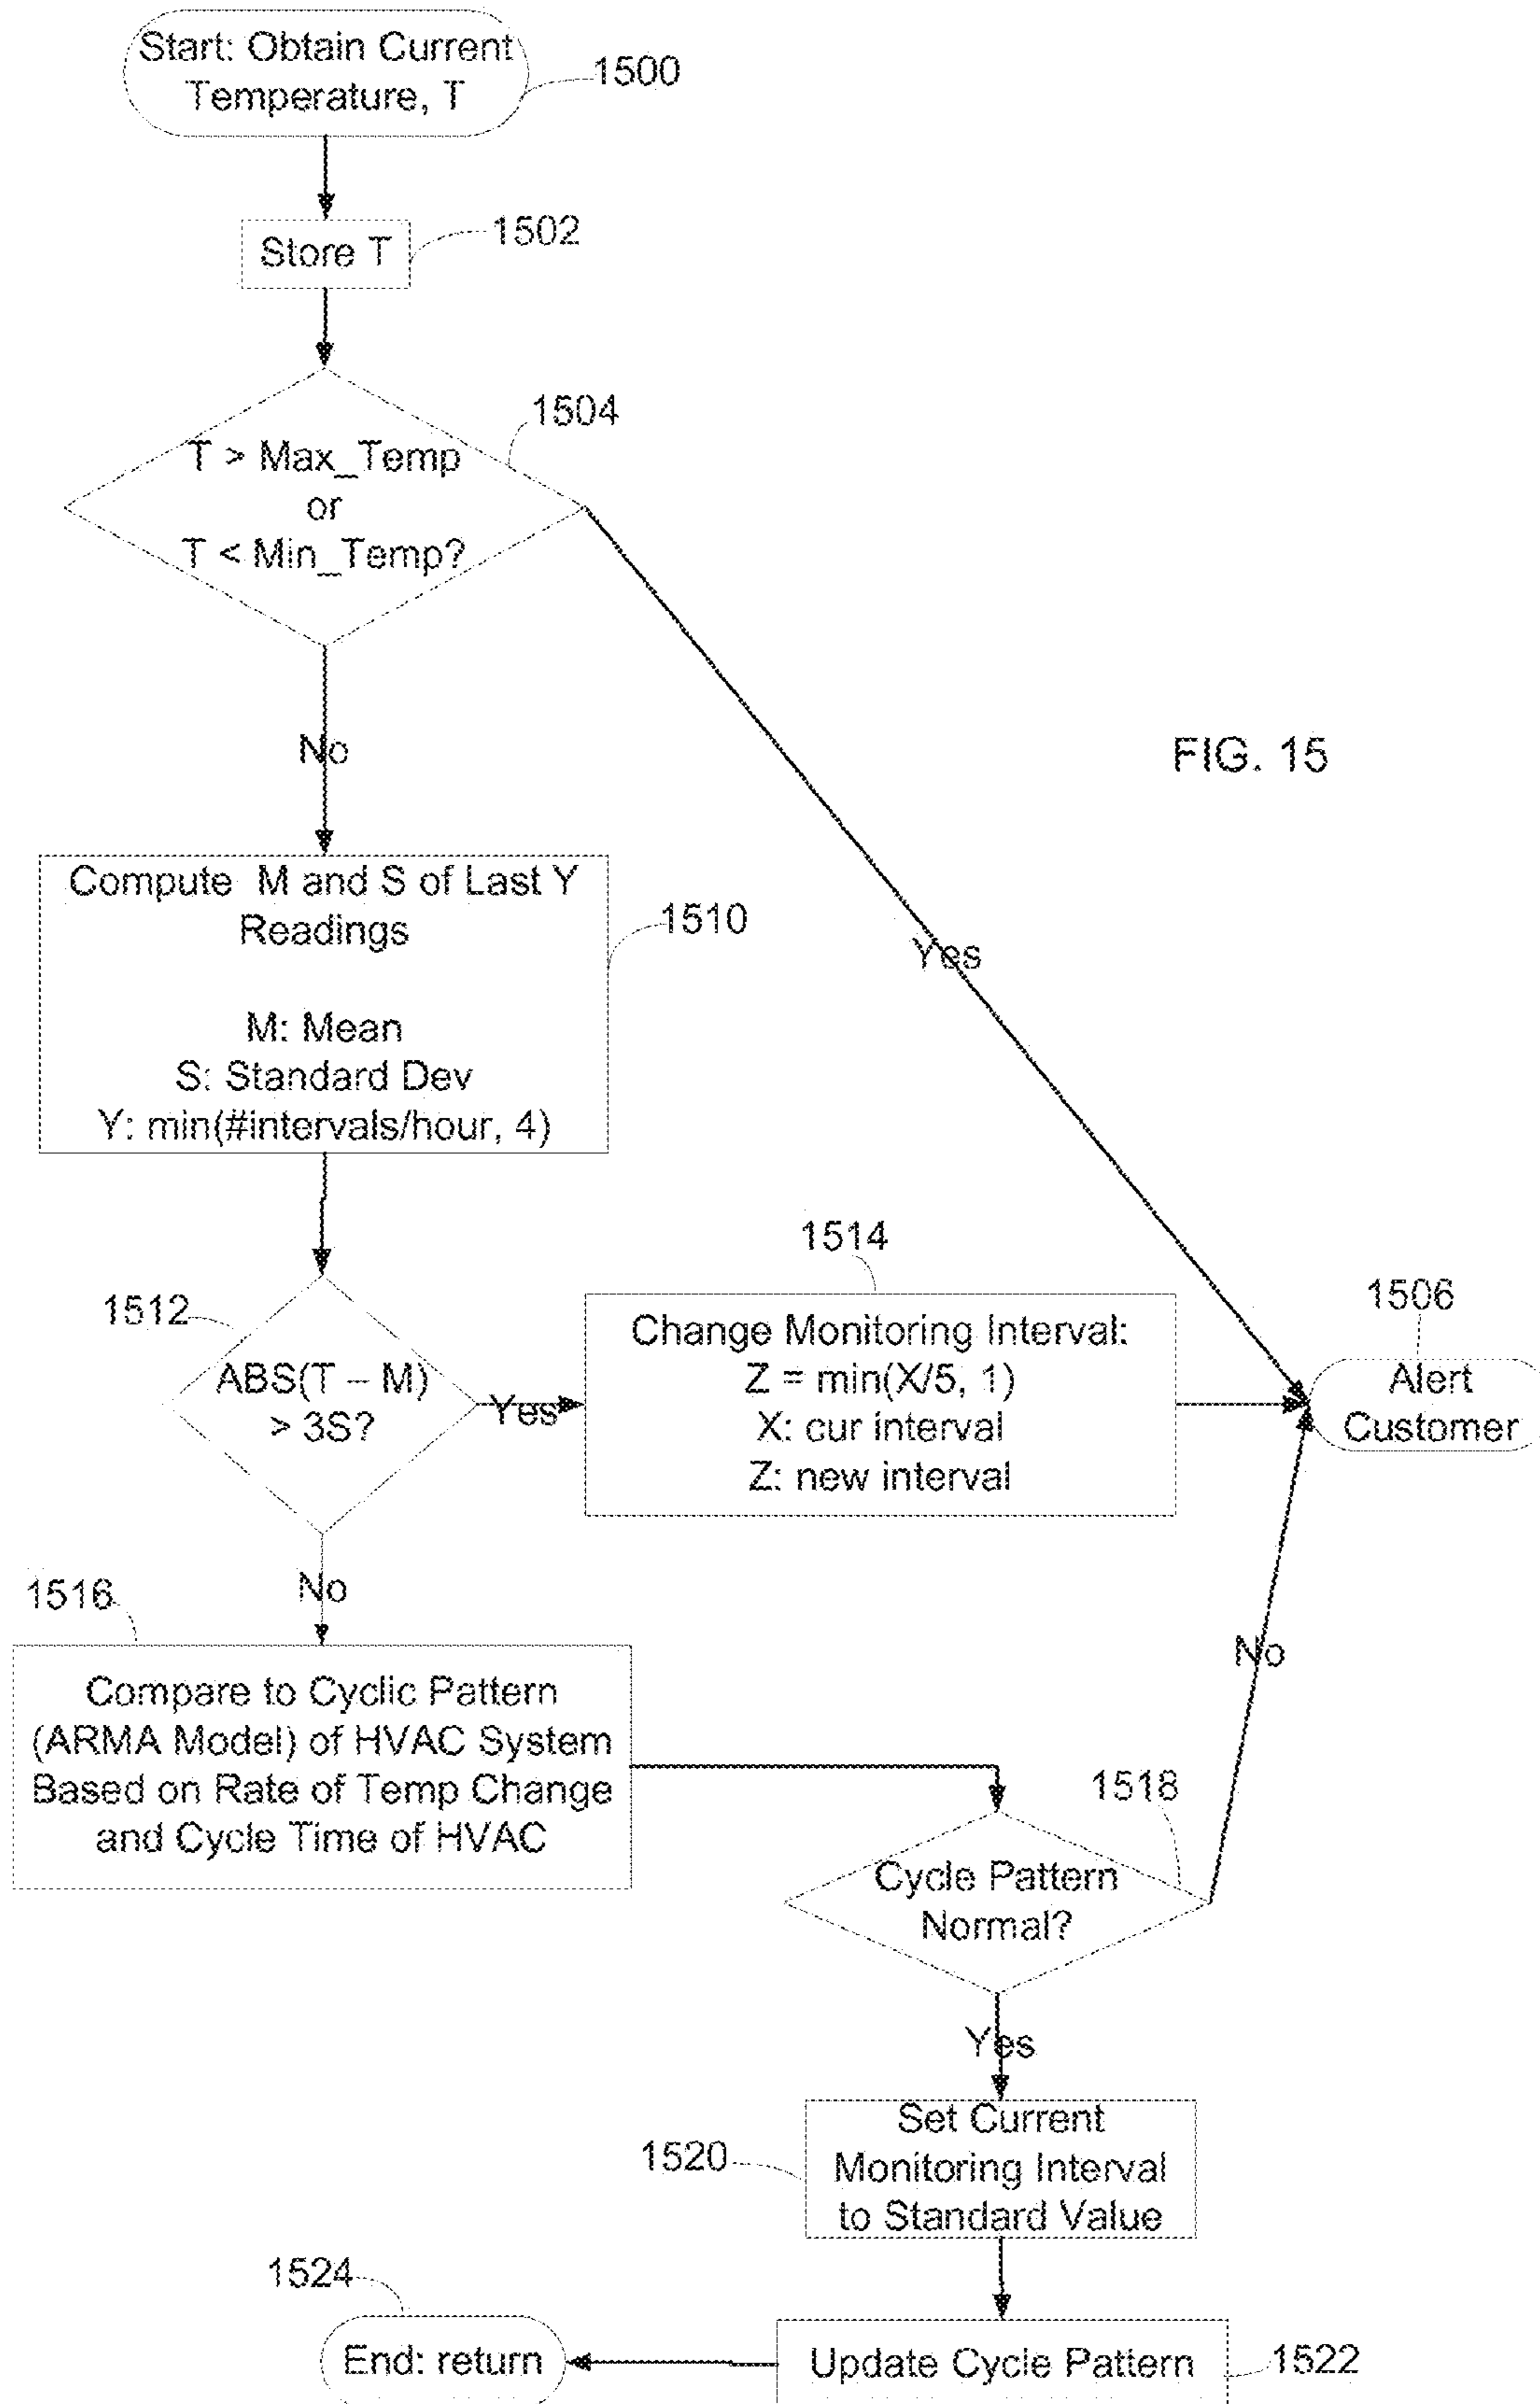 Start: Obtain Current
Temperature, T
1500
Store T
1502
1504
T > Max_Temp
or
T < Min_Temp?
No
Yes
FIG. 15
Compute M and S of Last Y
Readings
M: Mean
S: Standard Dev
Y: min(#intervals/hour, 4)
1510
1512
ABS(T – M)
> 3S?
Yes
1514
Change Monitoring Interval:
Z = min(X/5, 1)
X: cur interval
Z: new interval
1506
Alert
Customer
No
1516
Compare to Cyclic Pattern
(ARMA Model) of HVAC System
Based on Rate of Temp Change
and Cycle Time of HVAC
No
1518
Cycle Pattern
Normal?
Yes
1520
Set Current
Monitoring Interval
to Standard Value
1524
End: return
Update Cycle Pattern
1522